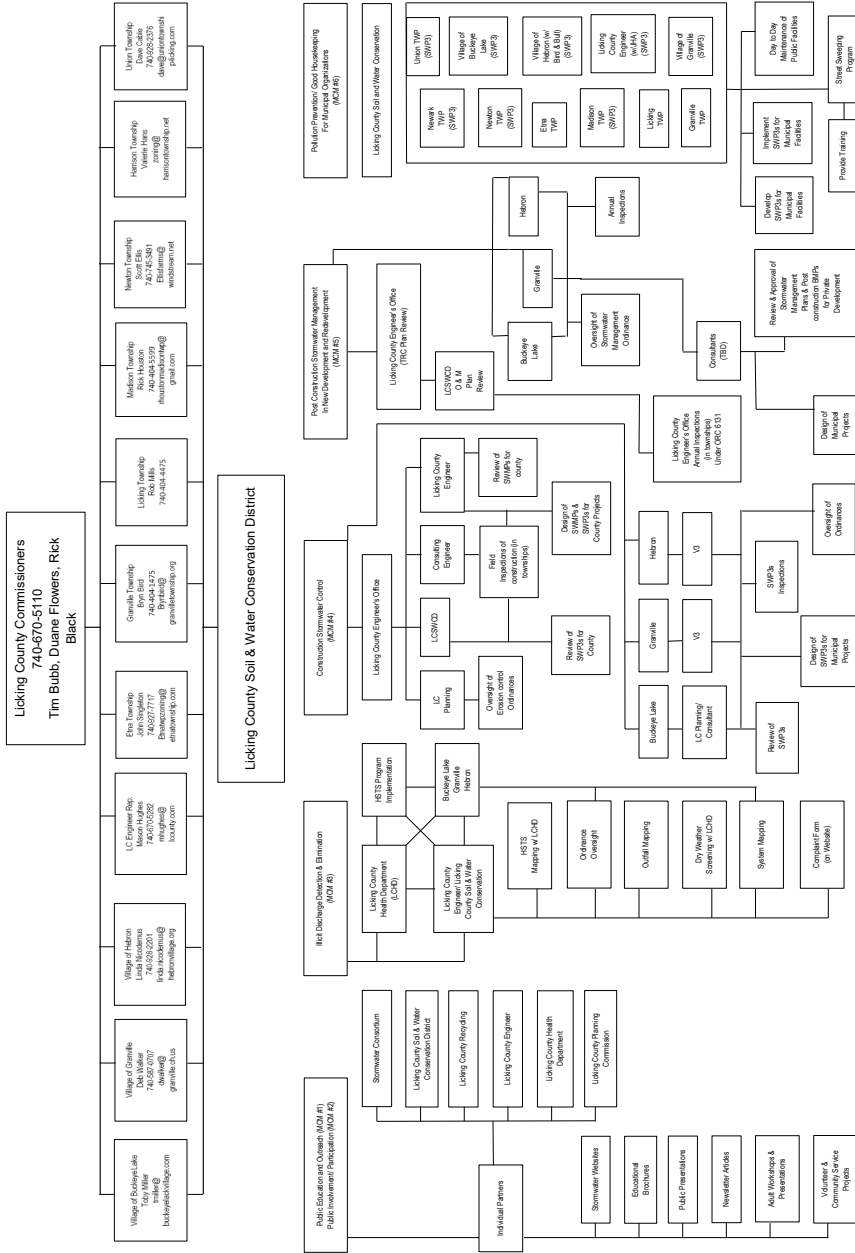 Licking County Commissioners
740-670-5110
Tim Bubb, Duane Flowers, Rick
Black
Village of Buckeye Lake
Toby Miller
tmiller@
buckeyelackvillage.com
Village of Granville
Deb Walker
740-587-0707
dwalker@
granville.oh.us
Village of Hebron
Linda Nicodemus
740-928-2201
linda.nicodemus@
hebronvillage.org
LC Engineer Rep.
Mason Hughes
740-670-5282
mhughes@
lcounty.com
Etna Township
John Singleton
740-927-7717
Etnatwpzoning@
etnatownship.com
Granville Township
Bryn Bird
740-404-1475
Brynbird@
granvilletownship.org
Licking Township
Rob Mills
740-404-4475
Madison Township
Rick Houston
740-404-5599
rhoustonmadisontwp@
gmail.com
Newton Township
Scott Ellis
740-745-3491
Ellisfarms@
windstream.net
Harrison Township
Valerie Hans
zoning@
harrisontownship.net
Union Township
Dave Cable
740-928-2376
dave@uniontownshi
plicking.com
Licking County Soil & Water Conservation District
Public Education and Outreach (MCM #1)
Public Involvement/ Participation (MCM #2)
Individual Partners
Stormwater Consortium
Licking County Soil & Water
Conservation District
Licking County Recycling
Licking County Engineer
Licking County Health
Department
Licking County Planning
Commission
Stormwater Websites
Educational
Brochures
Public Presentations
Newsletter Articles
Adult Workshops &
Presentations
Volunteer &
Community Service
Projects
Illicit Discharge Detection & Elimination
(MCM #3)
Licking County
Health Department
(LCHD)
HSTS Program
Implementation
Licking County
Engineer/ Licking
County Soil & Water
Conservation
Buckeye Lake
Granville
Hebron
HSTS
Mapping w/ LCHD
Ordinance
Oversight
Outfall Mapping
Dry Weather
Screening w/ LCHD
System Mapping
Complaint Form
(on Website)
Construction Stormwater Control
(MCM #4)
Licking County Engineer's Office
LC
Planning
LCSWCD
Consulting
Engineer
Licking County
Engineer
Oversight of
Erosion control
Ordinances
Field
Inspections of
construction (in
townships)
Review of
SWMPs for
county
Review of
SWP3s for
County
Design of
SWMPs &
SWP3s for
County Projects
Buckeye Lake
Granville
Hebron
LC Planning/
Consultant
V3
V3
Review of
SWP3s
SWP3s
Inspections
Design of
SWP3s for
Municipal
Projects
Oversight of
Ordinances
Post Construction Stormwater Management
In New Development and Redevelopment
(MCM #5)
Licking County Engineer's Office
(TRC Plan Review)
LCSWCD
O & M
Plan
Review
Buckeye
Lake
Granville
Hebron
Oversight of
Stormwater
Management
Ordinance
Annual
Inspections
Licking County
Engineer's Office
Annual Inspections
(in townships)
Under ORC 6131
Consultants
(TBD)
Design of
Municipal
Projects
Review & Approval of
Stormwater
Management
Plans & Post
construction BMPs
for Private
Development
Pollution Prevention/ Good Housekeeping
For Municipal Organizations
(MCM #6)
Licking County Soil and Water Conservation
Newark
TWP
(SWP3)
Newton
TWP
(SWP3)
Etna
TWP
Madison
TWP
(SWP3)
Licking
TWP
Granville
TWP
Union TWP
(SWP3)
Village of
Buckeye
Lake
(SWP3)
Village of
Hebron (w/
Bird & Bull)
(SWP3)
Licking
County
Engineer
(w/JHA)
(SWP3)
Village of
Granville
(SWP3)
Develop
SWP3s for
Municipal
Facilities
Implement
SWP3s for
Municipal
Facilities
Day to Day
Maintenance of
Public Facilities
Provide Training
Street Sweeping
Program